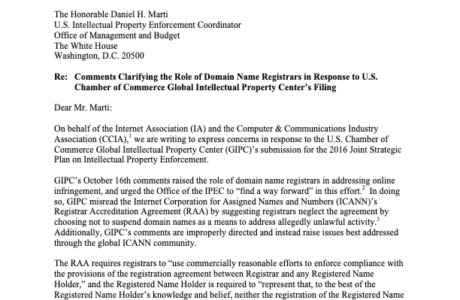 The Honorable Daniel H. Marti
U.S. Intellectual Property Enforcement Coordinator
Office of Management and Budget
The White House
Washington, D.C. 20500
Re: Comments Clarifying the Role of Domain Name Registrars in Response to U.S.
Chamber of Commerce Global Intellectual Property Center's Filing
Dear Mr. Marti:
On behalf of the Internet Association (IA) and the Computer & Communications Industry
Association (CCIA),1 we are writing to express concerns in response to the U.S. Chamber of
Commerce Global Intellectual Property Center (GIPC)'s submission for the 2016 Joint Strategic
Plan on Intellectual Property Enforcement.
GIPC's October 16th comments raised the role of domain name registrars in addressing online
infringement, and urged the Office of the IPEC to “find a way forward” in this effort.2 In doing
so, GIPC misread the Internet Corporation for Assigned Names and Numbers (ICANN)'s
Registrar Accreditation Agreement (RAA) by suggesting registrars neglect the agreement by
choosing not to suspend domain names as a means to address allegedly unlawful activity.3
Additionally, GIPC's comments are improperly directed and instead raise issues best addressed
through the global ICANN community.
The RAA requires registrars to “use commercially reasonable efforts to enforce compliance with
the provisions of the registration agreement between Registrar and any Registered Name
Holder,” and the Registered Name Holder is required to “represent that, to the best of the
Registered Name Holder's knowledge and belief, neither the registration of the Registered Name